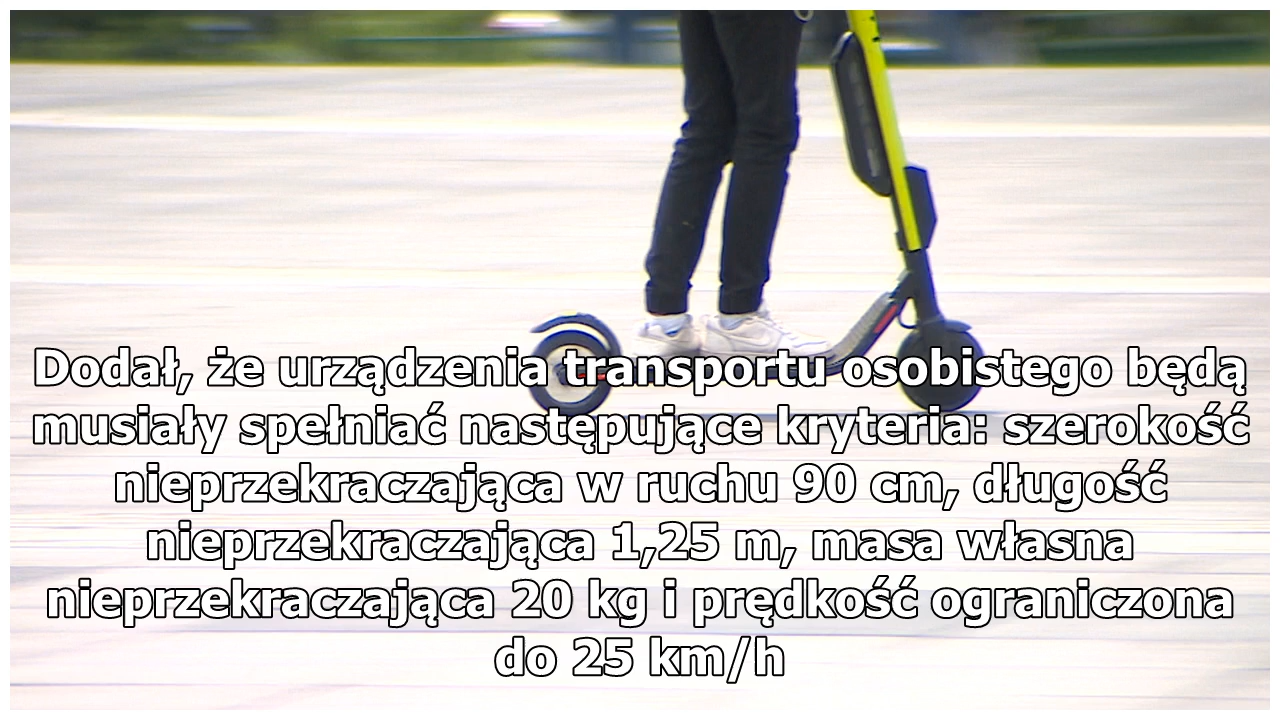 Dodał, że urządzenia transportu osobistego będą
musiały spełniać następujące kryteria: szerokość
nieprzekraczająca w ruchu 90 cm, długość
nieprzekraczająca 1,25 m, masa własna
nieprzekraczająca 20 kg i prędkość ograniczona
do 25 km/h